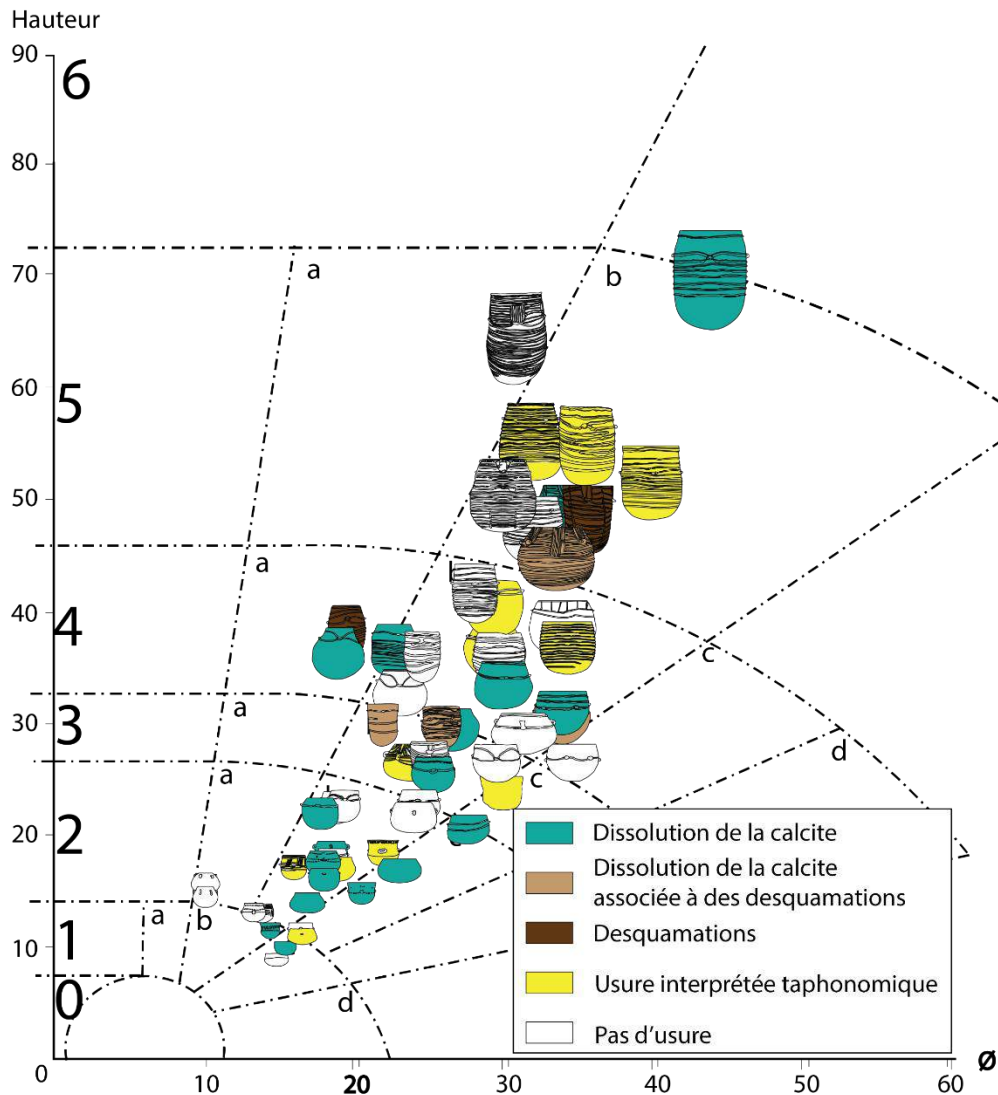 Hauteur
90
6
80
a
b
70
60
5
50
a
40
4
c
a
30
3
d
a
c
20
2
Dissolution de la calcite
Dissolution de la calcite
associée à des desquamations
a
b
Desquamations
10
1
Usure interprétée taphonomique
0
d
Pas d'usure
0
10
20
30
40
50
60
Ø